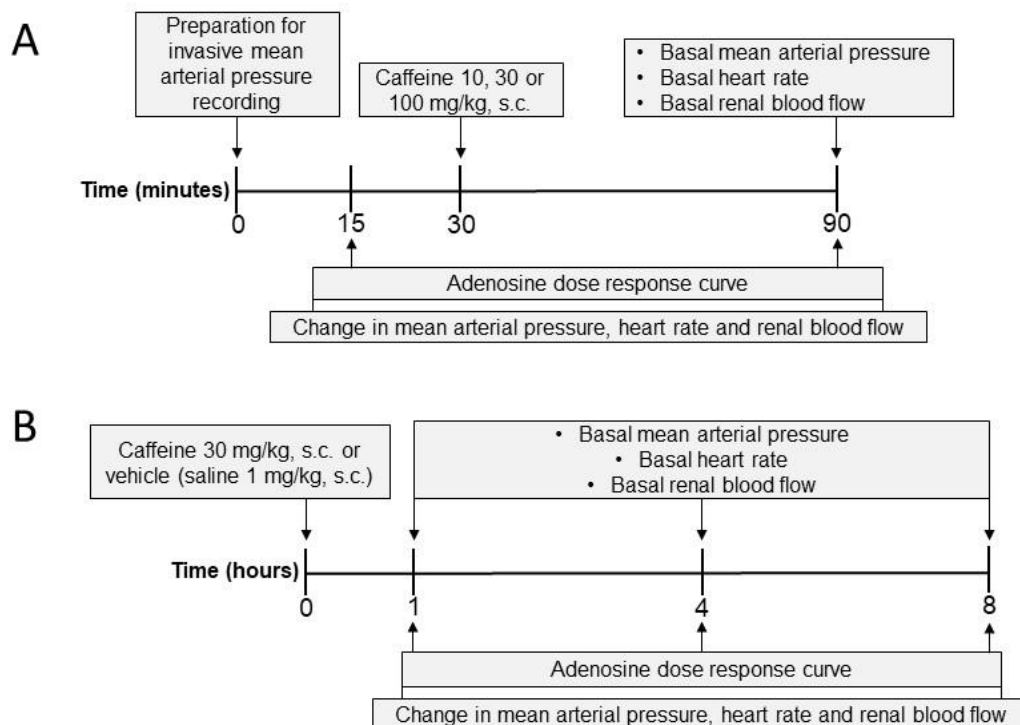 A
Preparation for
invasive mean
arterial pressure
recording
Caffeine 10, 30 or
100 mg/kg, s.c.
• Basal mean arterial pressure
• Basal heart rate
• Basal renal blood flow
Time (minutes)
0
15
30
90
Adenosine dose response curve
Change in mean arterial pressure, heart rate and renal blood flow
B
Caffeine 30 mg/kg, s.c. or
vehicle (saline 1 mg/kg, s.c.)
• Basal mean arterial pressure
• Basal heart rate
• Basal renal blood flow
Time (hours)
0
1
4
8
Adenosine dose response curve
Change in mean arterial pressure, heart rate and renal blood flow